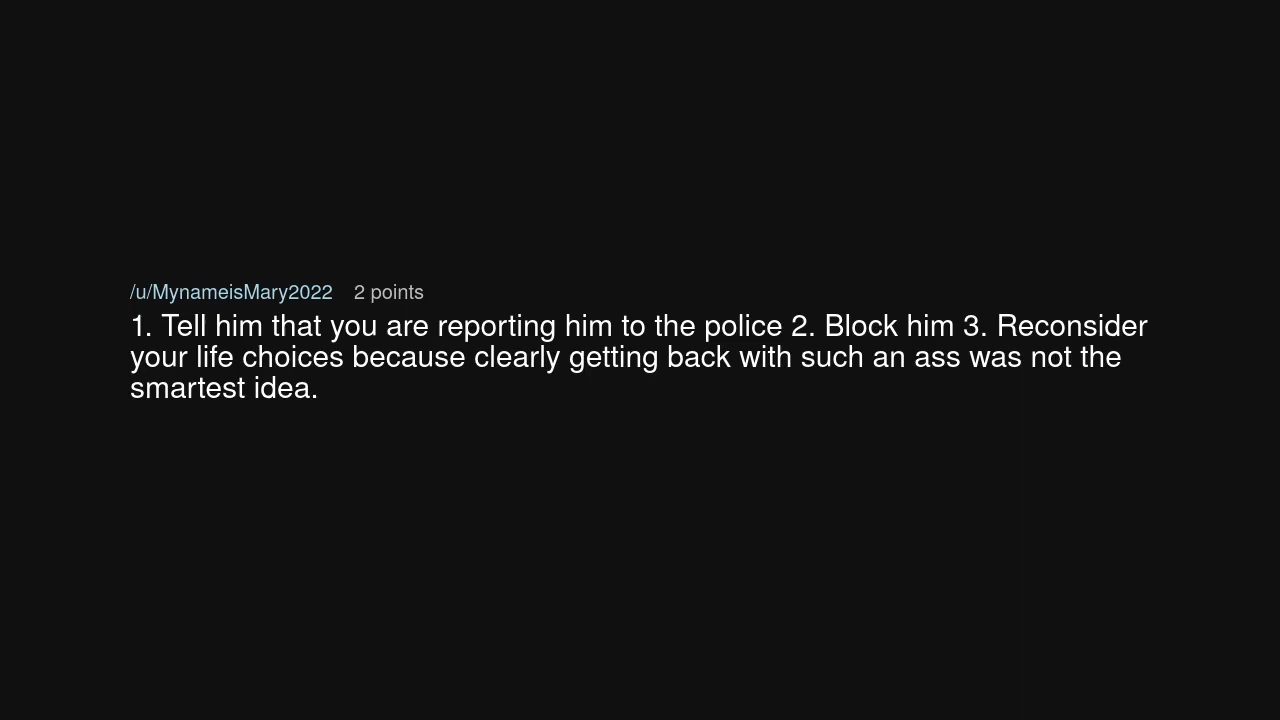 /u/MynameisMary2022 2 points
1. Tell him that you are reporting him to the police 2. Block him 3. Reconsider
your life choices because clearly getting back with such an ass was not the
smartest idea.